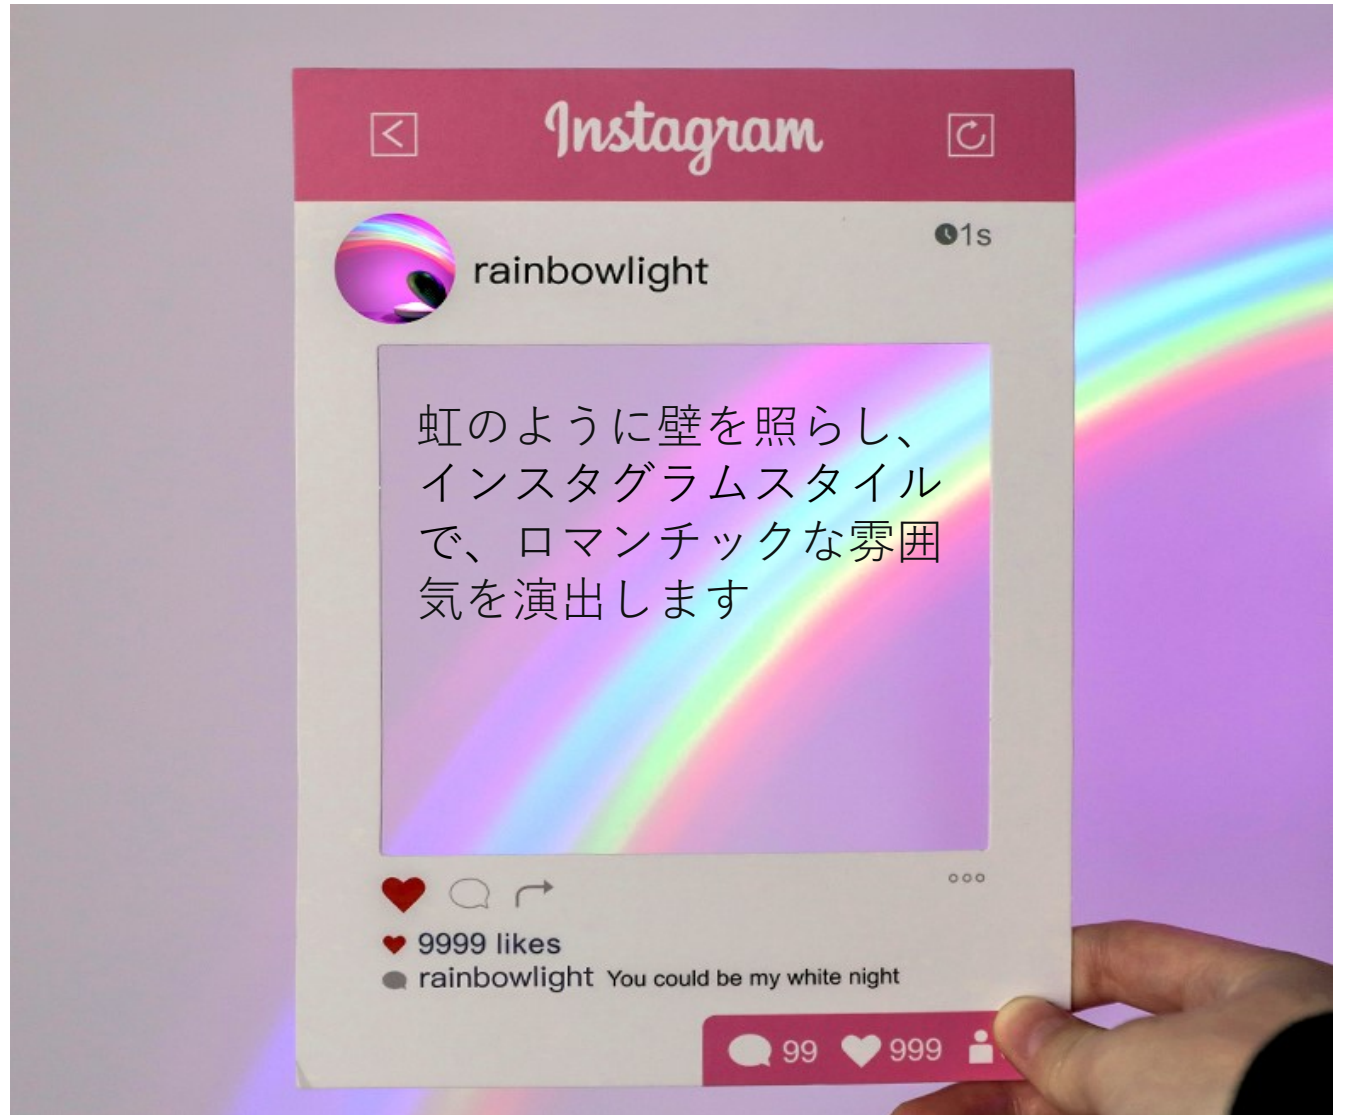 Instagram
1s
rainbowlight
虹のように壁を照らし、
インスタグラムスタイル
で、ロマンチックな雰囲
気を演出します
9999 likes
rainbowlight You could be my white night
99 999